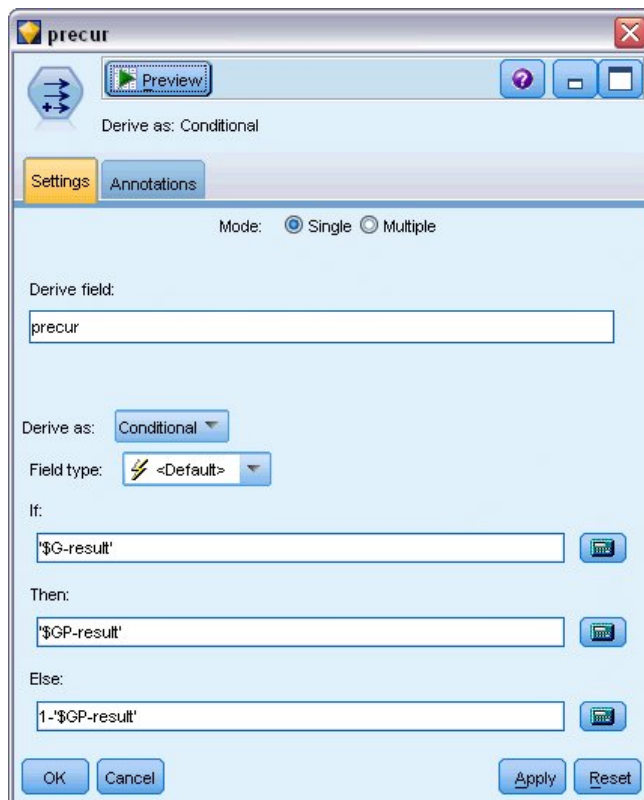 precur
Preview
Derive as: Conditional
Settings Annotations
Mode: Single Multiple
Derive field:
precur
Derive as: Conditional
Field type: <Default>
If:
'$G-result'
Then:
'$GP-result'
Else:
1-'$GP-result'
OK Cancel Apply Reset